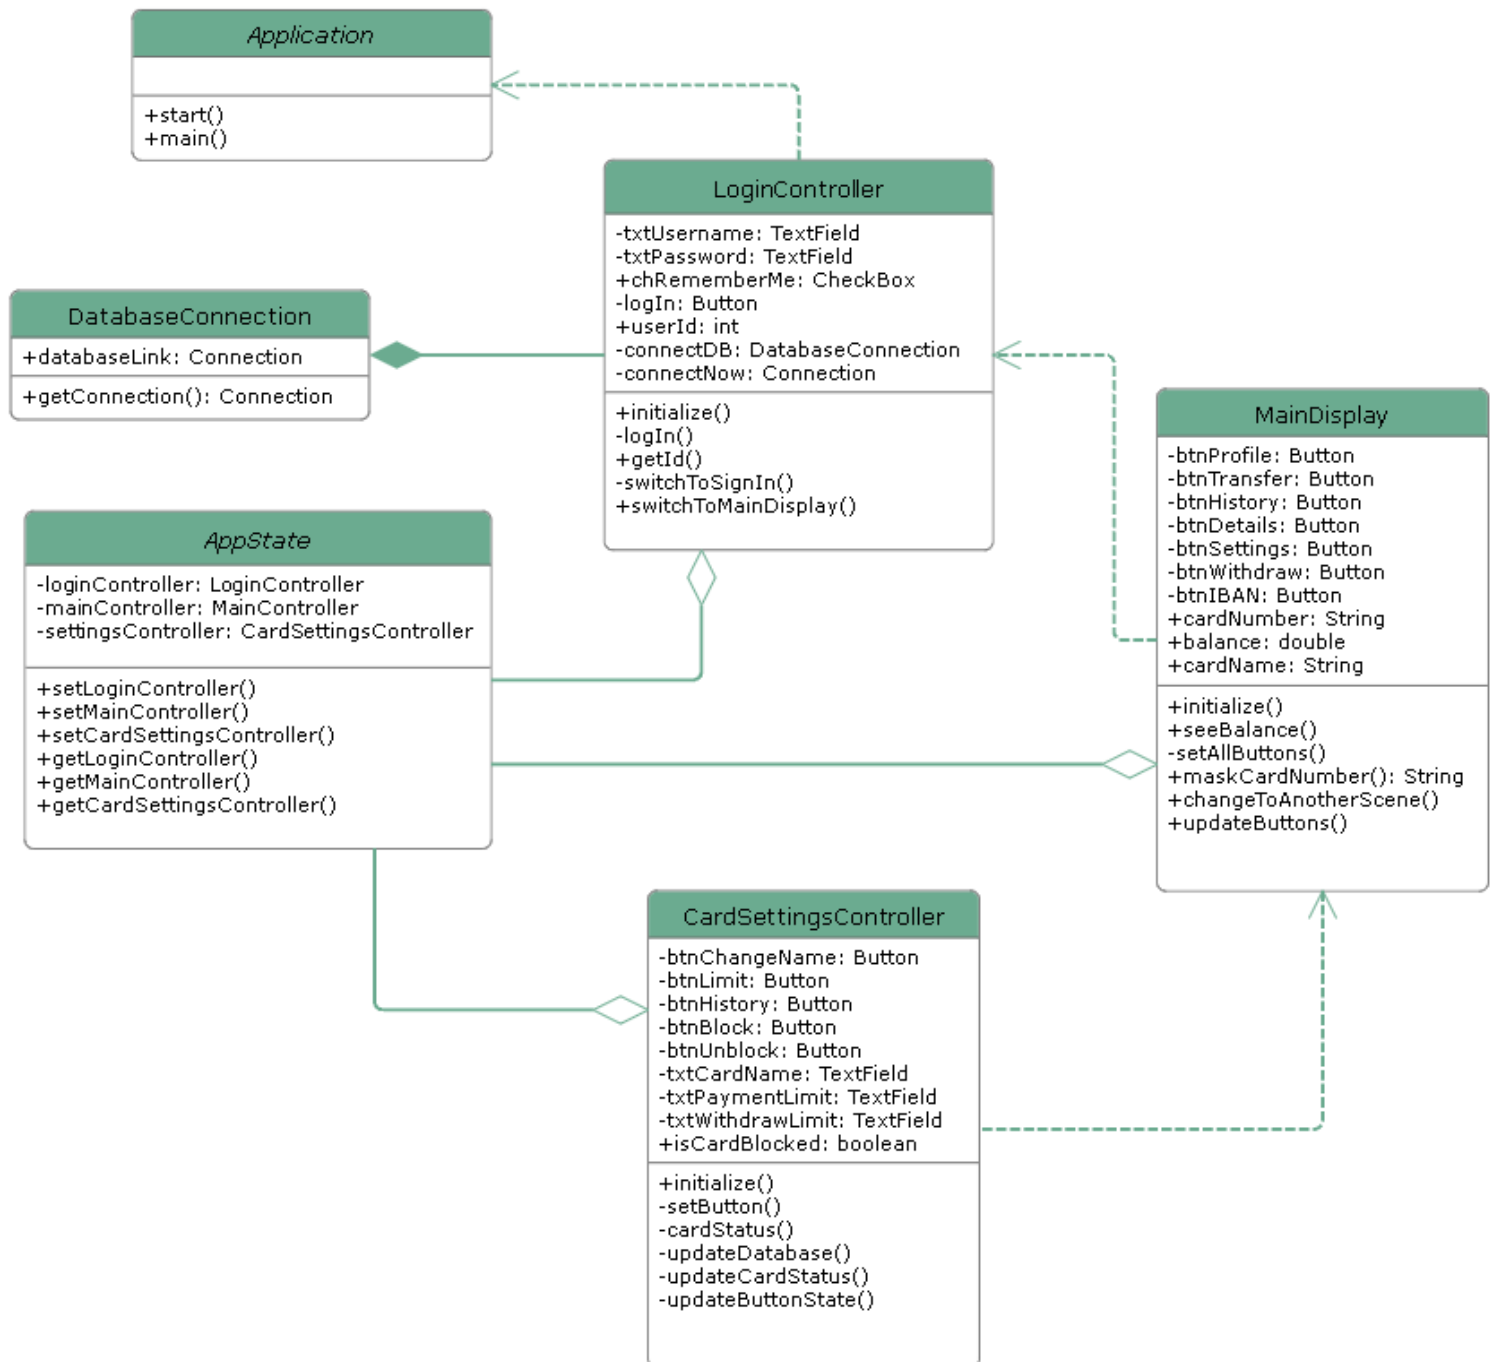 Application
+start()
+main()
LoginController
-txtUsername: TextField
-txtPassword: TextField
+chRememberMe: CheckBox
-logIn: Button
+userId: int
-connectDB: DatabaseConnection
-connectNow: Connection
+initialize()
-logIn()
+getId()
-switchToSignIn()
+switchToMainDisplay()
DatabaseConnection
+databaseLink: Connection
+getConnection(): Connection
MainDisplay
-btnProfile: Button
-btnTransfer: Button
-btnHistory: Button
-btnDetails: Button
-btnSettings: Button
-btnWithdraw: Button
-btnIBAN: Button
+cardNumber: String
+balance: double
+cardName: String
+initialize()
+seeBalance()
-setAllButtons()
+maskCardNumber(): String
+changeToAnotherScene()
+updateButtons()
AppState
-loginController: LoginController
-mainController: MainController
-settingsController: CardSettingsController
+setLoginController()
+setMainController()
+setCardSettingsController()
+getLoginController()
+getMainController()
+getCardSettingsController()
CardSettingsController
-btnChangeName: Button
-btnLimit: Button
-btnHistory: Button
-btnBlock: Button
-btnUnblock: Button
-txtCardName: TextField
-txtPaymentLimit: TextField
-txtWithdrawLimit: TextField
+isCardBlocked: boolean
+initialize()
-setButton()
-cardStatus()
-updateDatabase()
-updateCardStatus()
-updateButtonState()